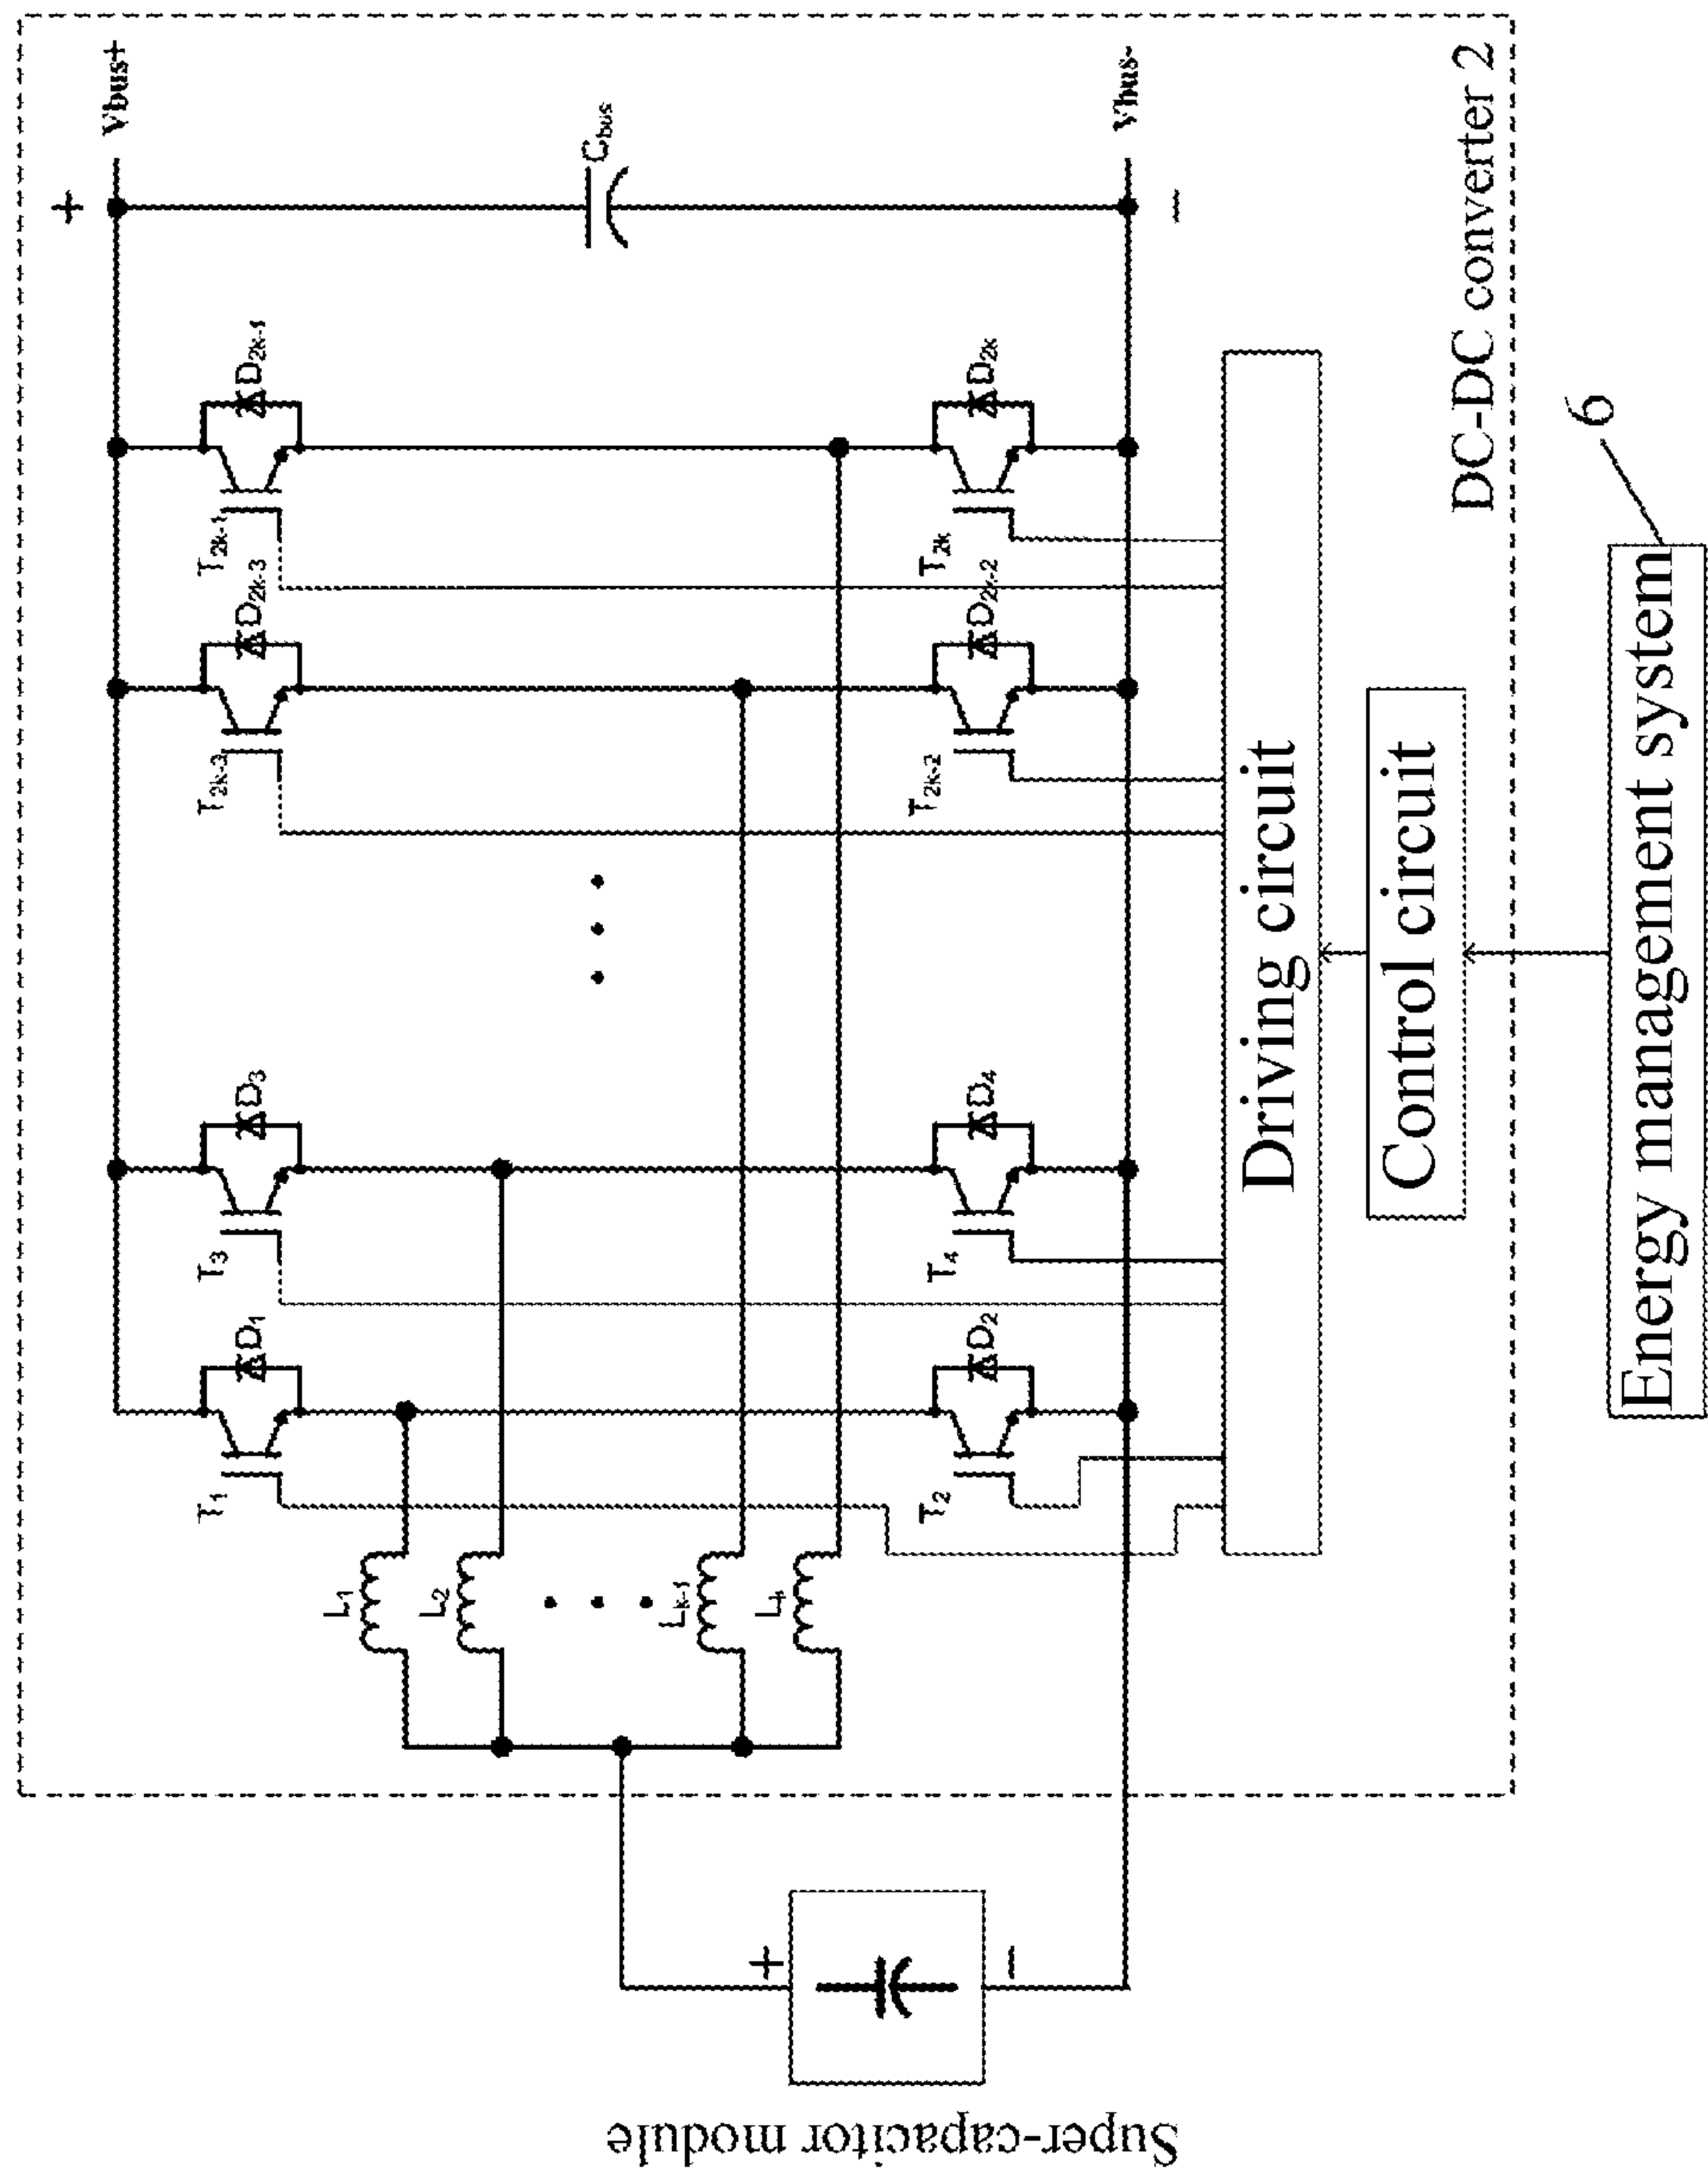 Vbus+
+
D₁
D₃
D₂ₖ₋₃
D₂ₖ₋₁
T₁
T₃
T₂ₖ₋₃
T₂ₖ₋₁
L₁
L₂
Lₖ₋₁
L₄
C_bus
+
−
D₂
D₄
D₂ₖ₋₂
D₂ₖ
T₂
T₄
T₂ₖ₋₂
T₂ₖ
Vbus-
−
Super-capacitor module
Driving circuit
Control circuit
DC-DC converter 2
Energy management system
6